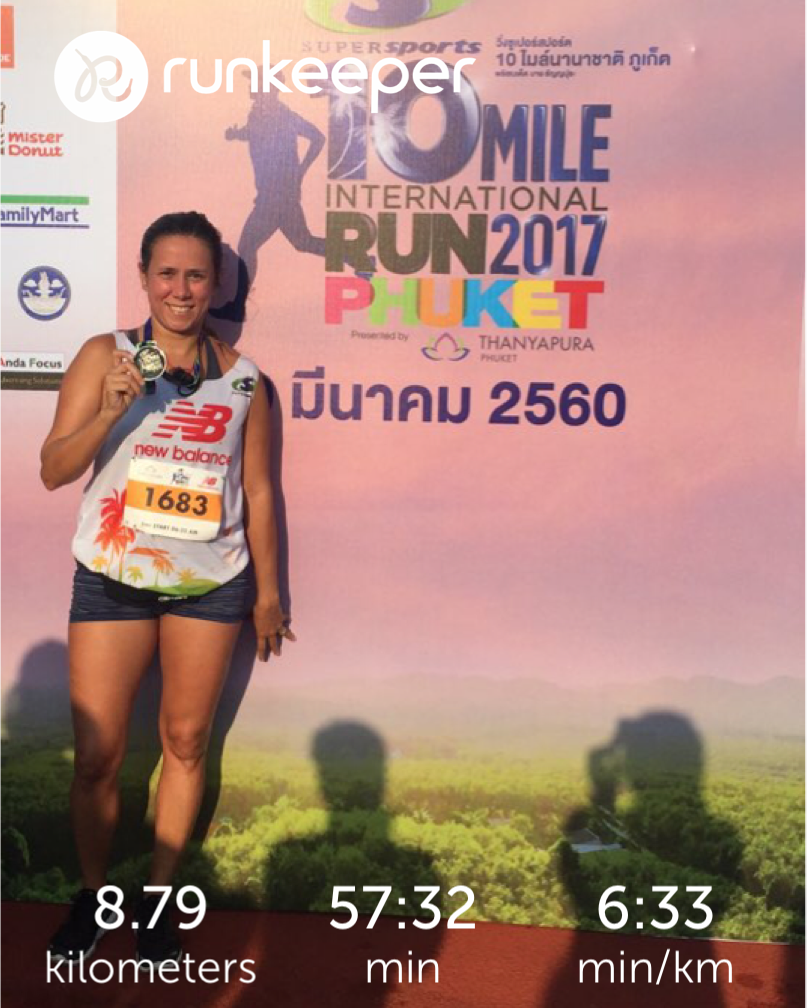 runkeeper
SUPERsports
วิ่งซูเปอร์สปอร์ต
10 ไมล์นานาชาติ ภูเก็ต
10 MILE
INTERNATIONAL
RUN 2017
PHUKET
Presented by
THANYAPURA
PHUKET
มีนาคม 2560
mister
Donut
amilyMart
Anda Focus
new balance
1683
8.79
kilometers
57:32
min
6:33
min/km